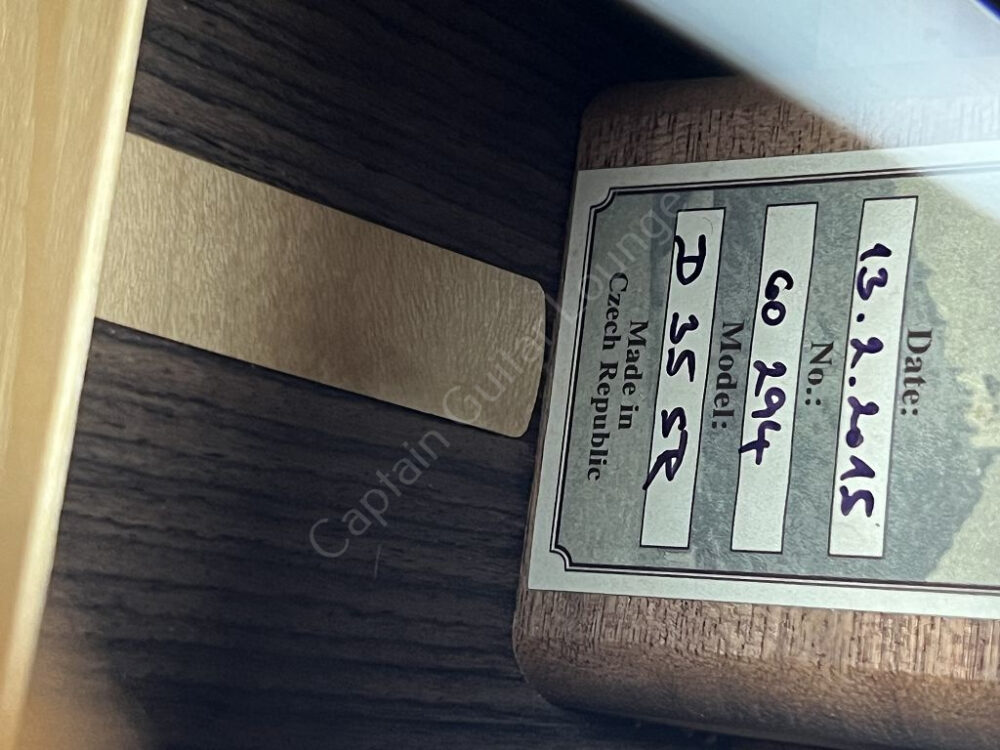 Date:
13.2.2015
No.:
60 294
Model:
D 35 SR
Made in
Czech Republic
Captain Guitar Lounge